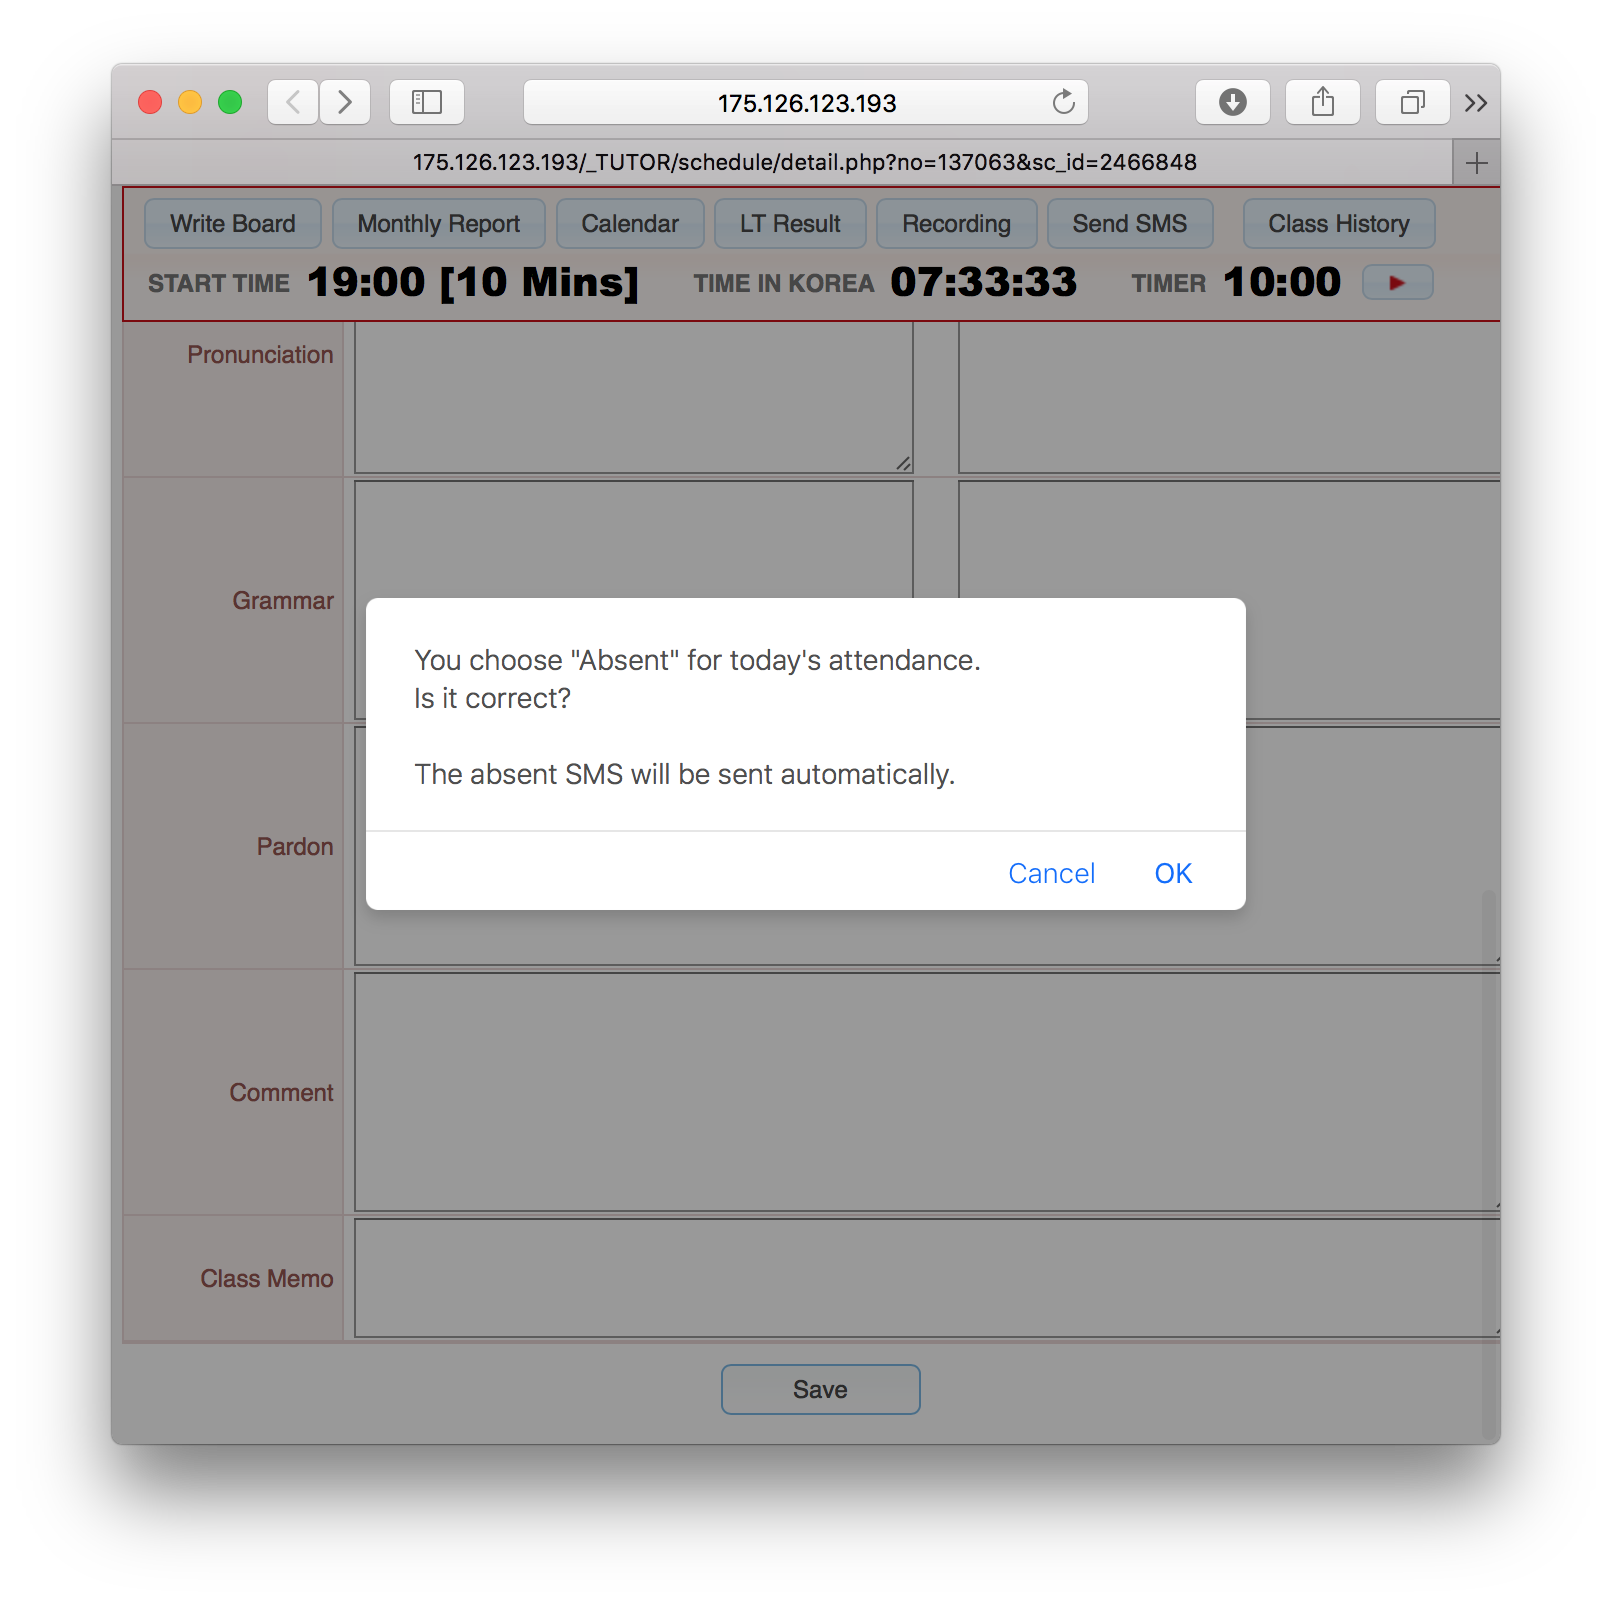 175.126.123.193
175.126.123.193/_TUTOR/schedule/detail.php?no=137063&sc_id=2466848
Write Board Monthly Report Calendar LT Result Recording Send SMS Class History
START TIME 19:00 [10 Mins] TIME IN KOREA 07:33:33 TIMER 10:00
Pronunciation
Grammar
You choose "Absent" for today's attendance.
Is it correct?
The absent SMS will be sent automatically.
Pardon
Cancel OK
Comment
Class Memo
Save